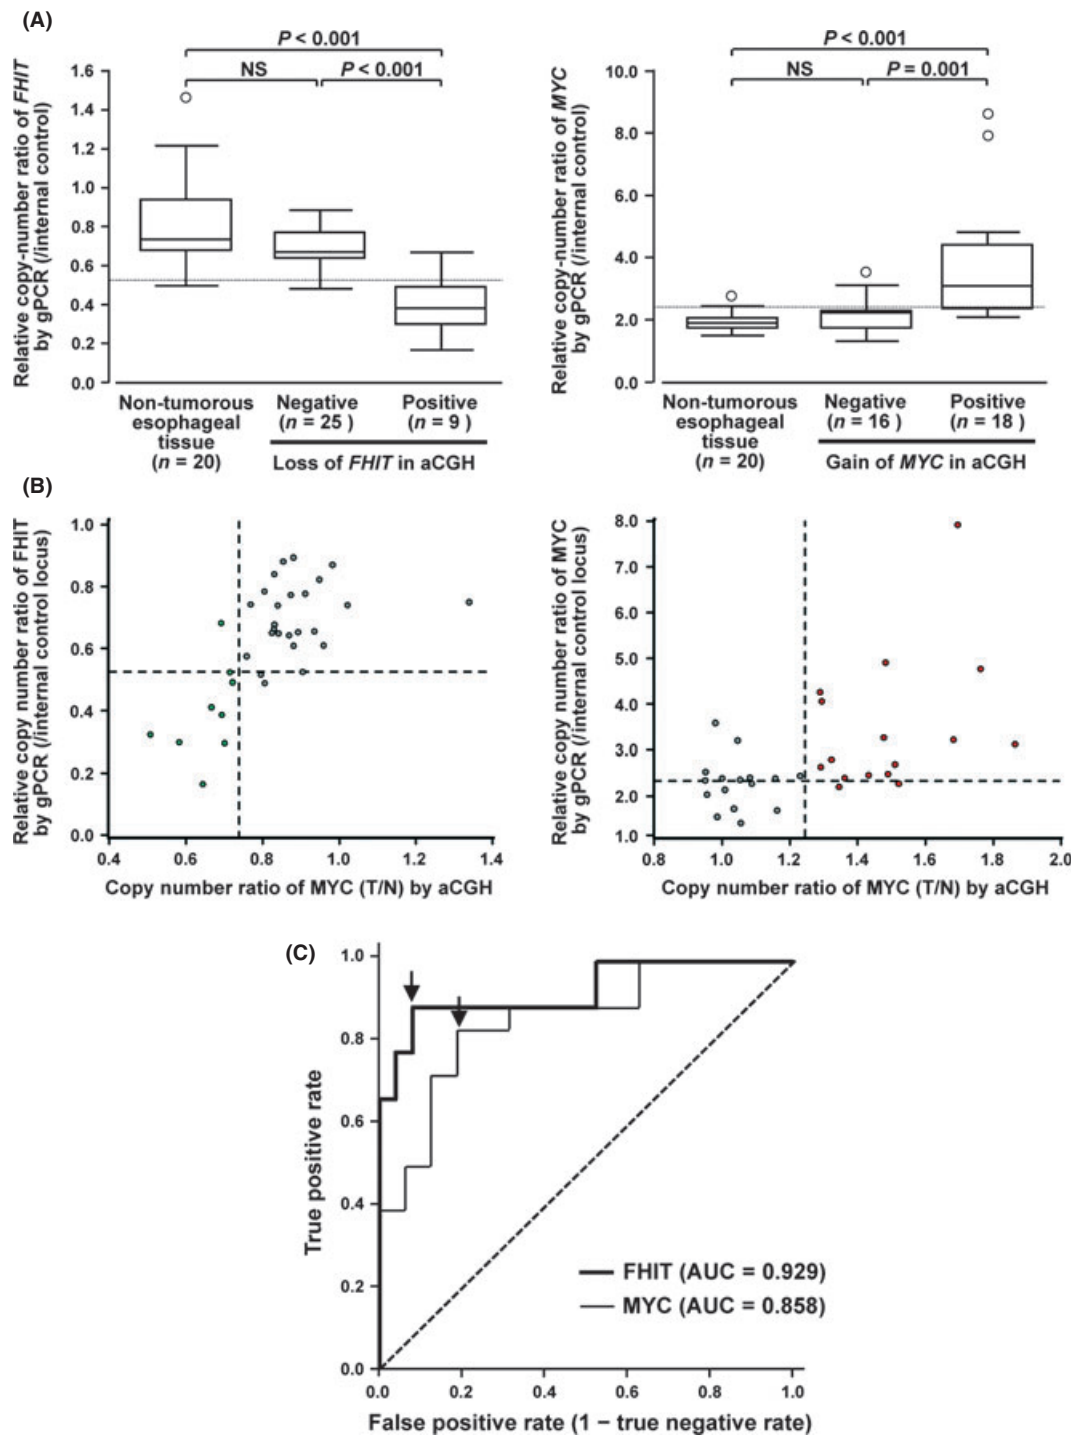 (A)
P < 0.001
NS
P < 0.001
Relative copy-number ratio of FHIT
by gPCR (/internal control)
1.6
1.4
1.2
1.0
0.8
0.6
0.4
0.2
0.0
Non-tumorous
esophageal
tissue
(n = 20)
Negative
(n = 25 )
Positive
(n = 9 )
Loss of FHIT in aCGH
P < 0.001
NS
P = 0.001
Relative copy-number ratio of MYC
by gPCR (/internal control)
10.0
8.0
6.0
4.0
2.0
0.0
Non-tumorous
esophageal
tissue
(n = 20)
Negative
(n = 16 )
Positive
(n = 18 )
Gain of MYC in aCGH
(B)
Relative copy number ratio of FHIT
by gPCR (/internal control locus)
1.0
0.8
0.6
0.4
0.2
0.0
0.4
0.6
0.8
1.0
1.2
1.4
Copy number ratio of MYC (T/N) by aCGH
Relative copy number ratio of MYC
by gPCR (/internal control locus)
8.0
7.0
6.0
5.0
4.0
3.0
2.0
1.0
0.8
1.0
1.2
1.4
1.6
1.8
2.0
Copy number ratio of MYC (T/N) by aCGH
(C)
True positive rate
1.0
0.8
0.6
0.4
0.2
0.0
FHIT (AUC = 0.929)
MYC (AUC = 0.858)
0.0
0.2
0.4
0.6
0.8
1.0
False positive rate (1 − true negative rate)